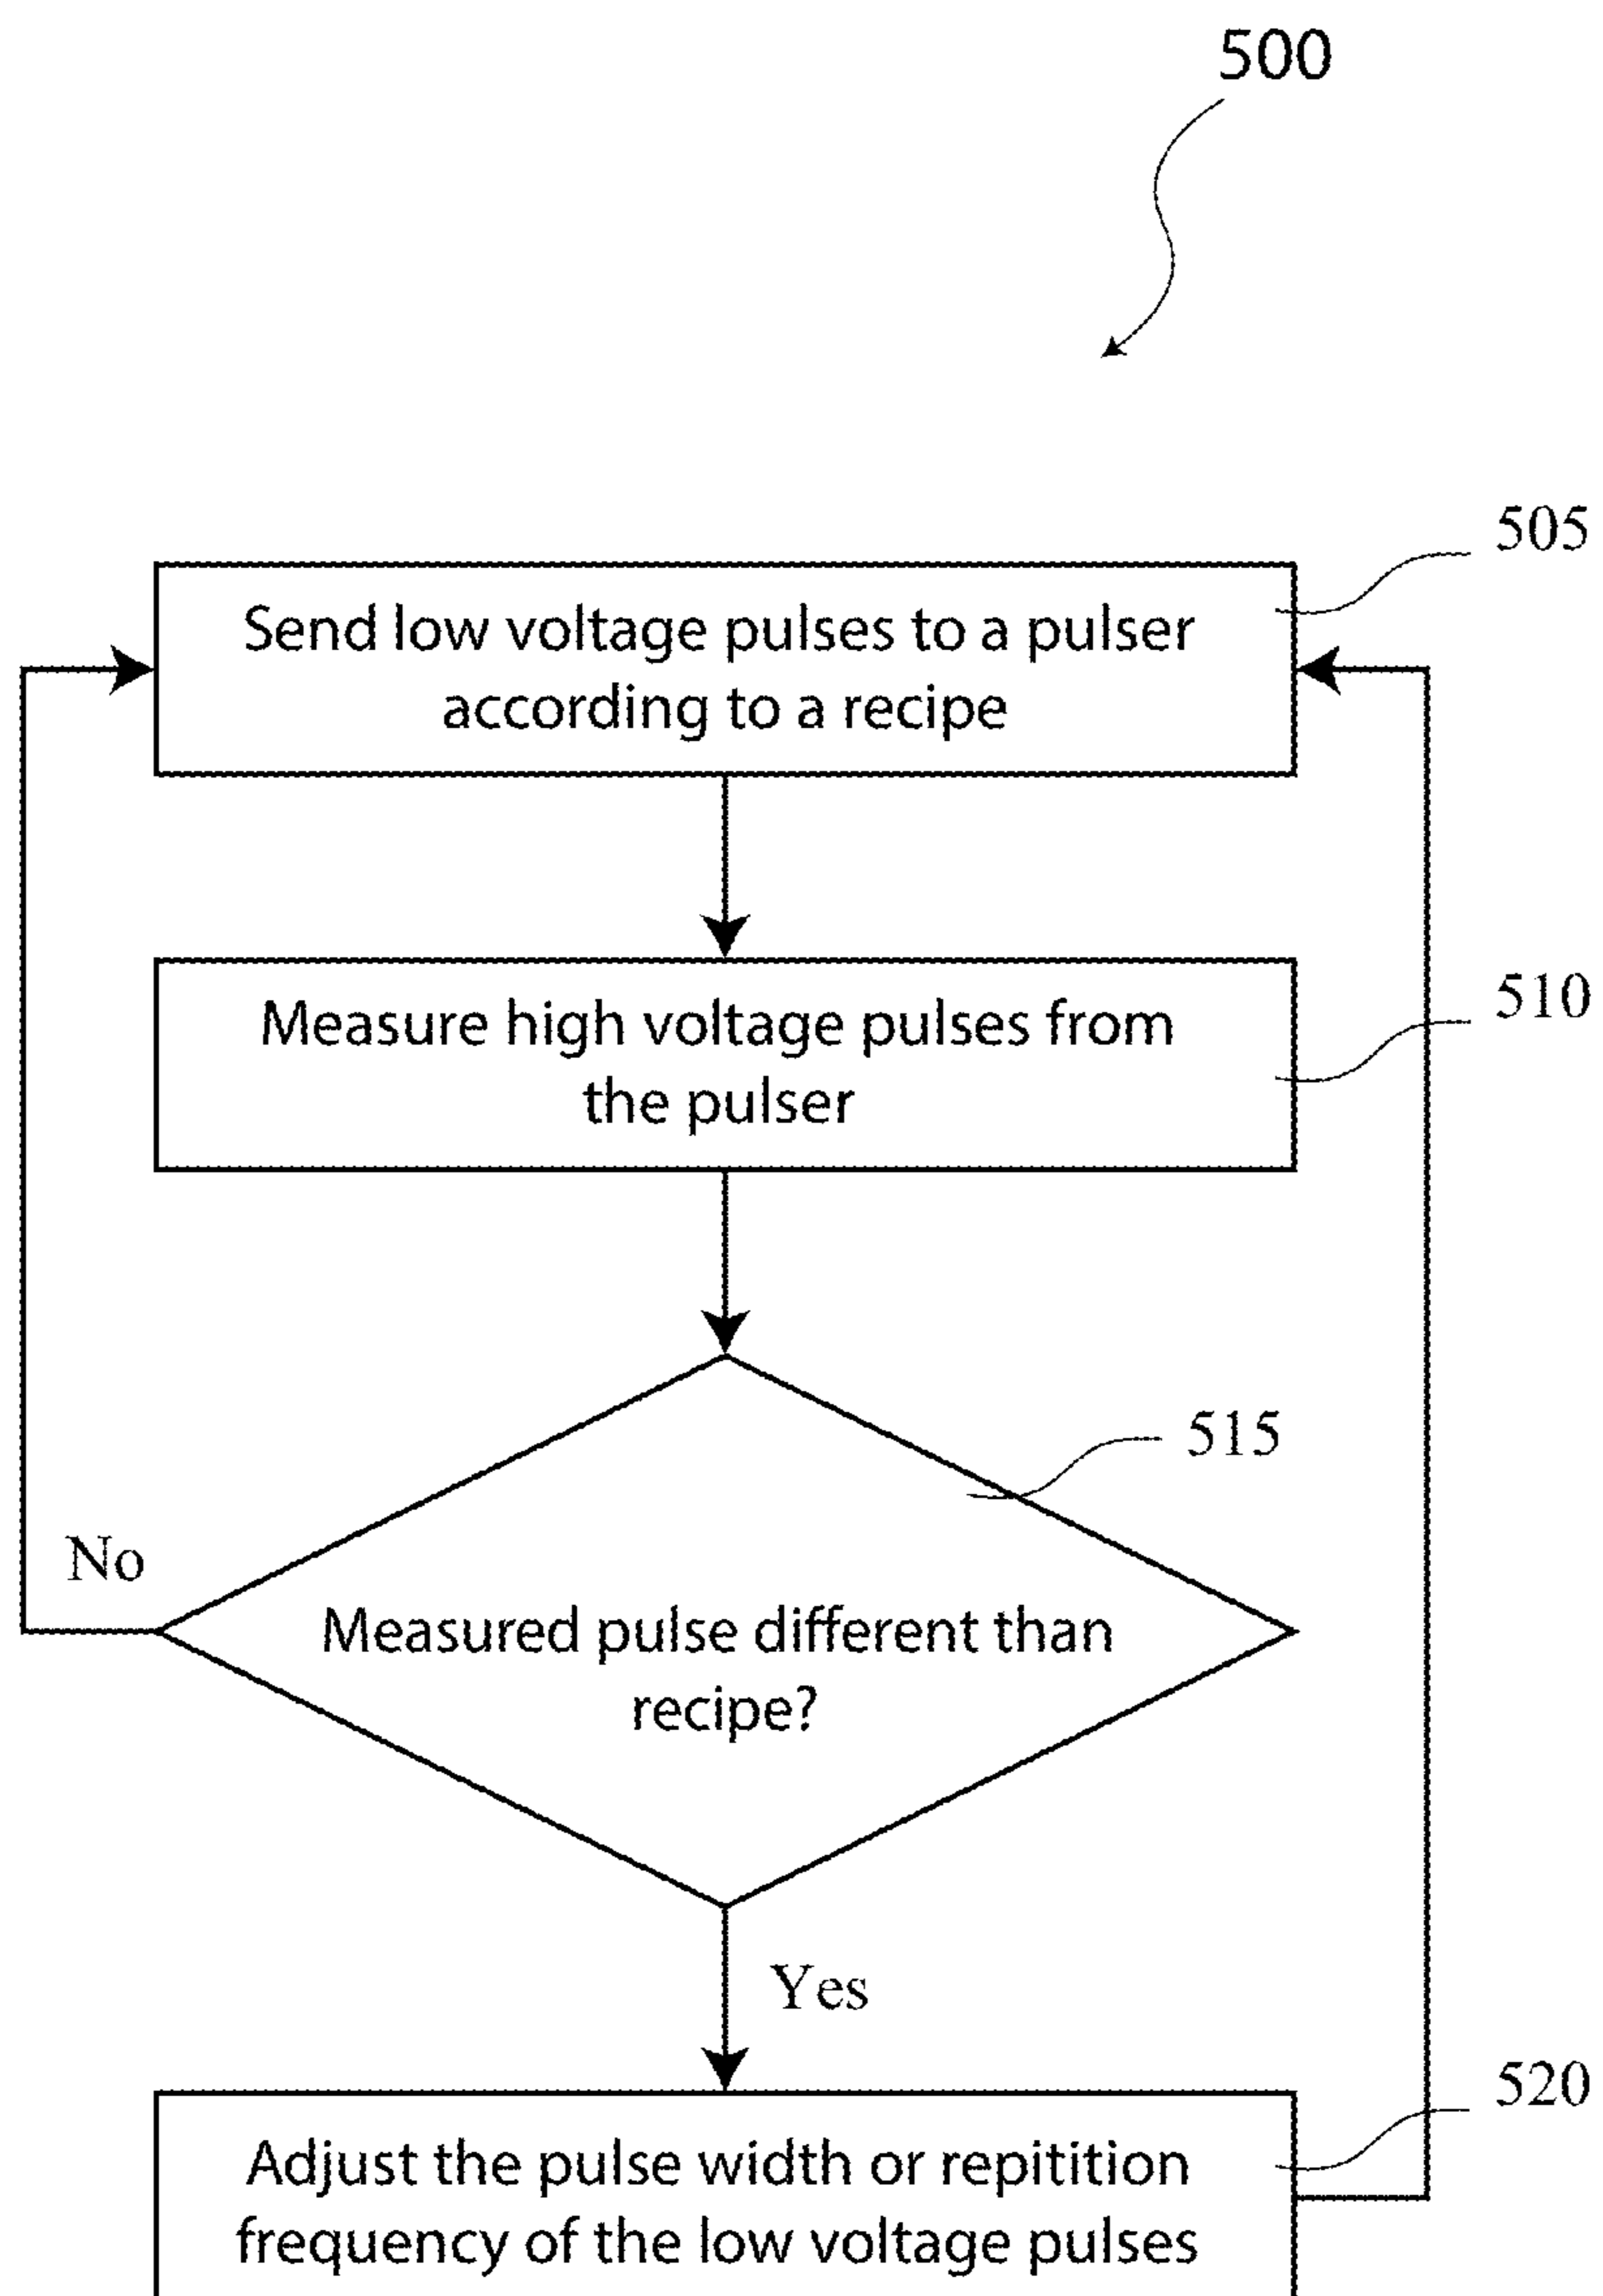 500
505
Send low voltage pulses to a pulser
according to a recipe
510
Measure high voltage pulses from
the pulser
515
No
Measured pulse different than
recipe?
Yes
520
Adjust the pulse width or repitition
frequency of the low voltage pulses